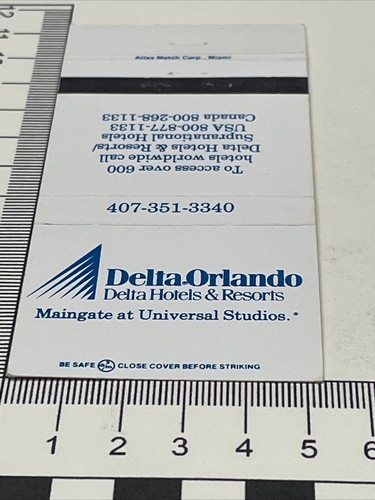 Atlas Match Corp., Miami
To access over 600
hotels worldwide call
Delta Hotels & Resorts/
Supranational Hotels
USA 800-877-1133
Canada 800-268-1133
407-351-3340
Delta Orlando
Delta Hotels & Resorts
Maingate at Universal Studios.*
BE SAFE CLOSE COVER BEFORE STRIKING
12
11
1 2 3 4 5 6